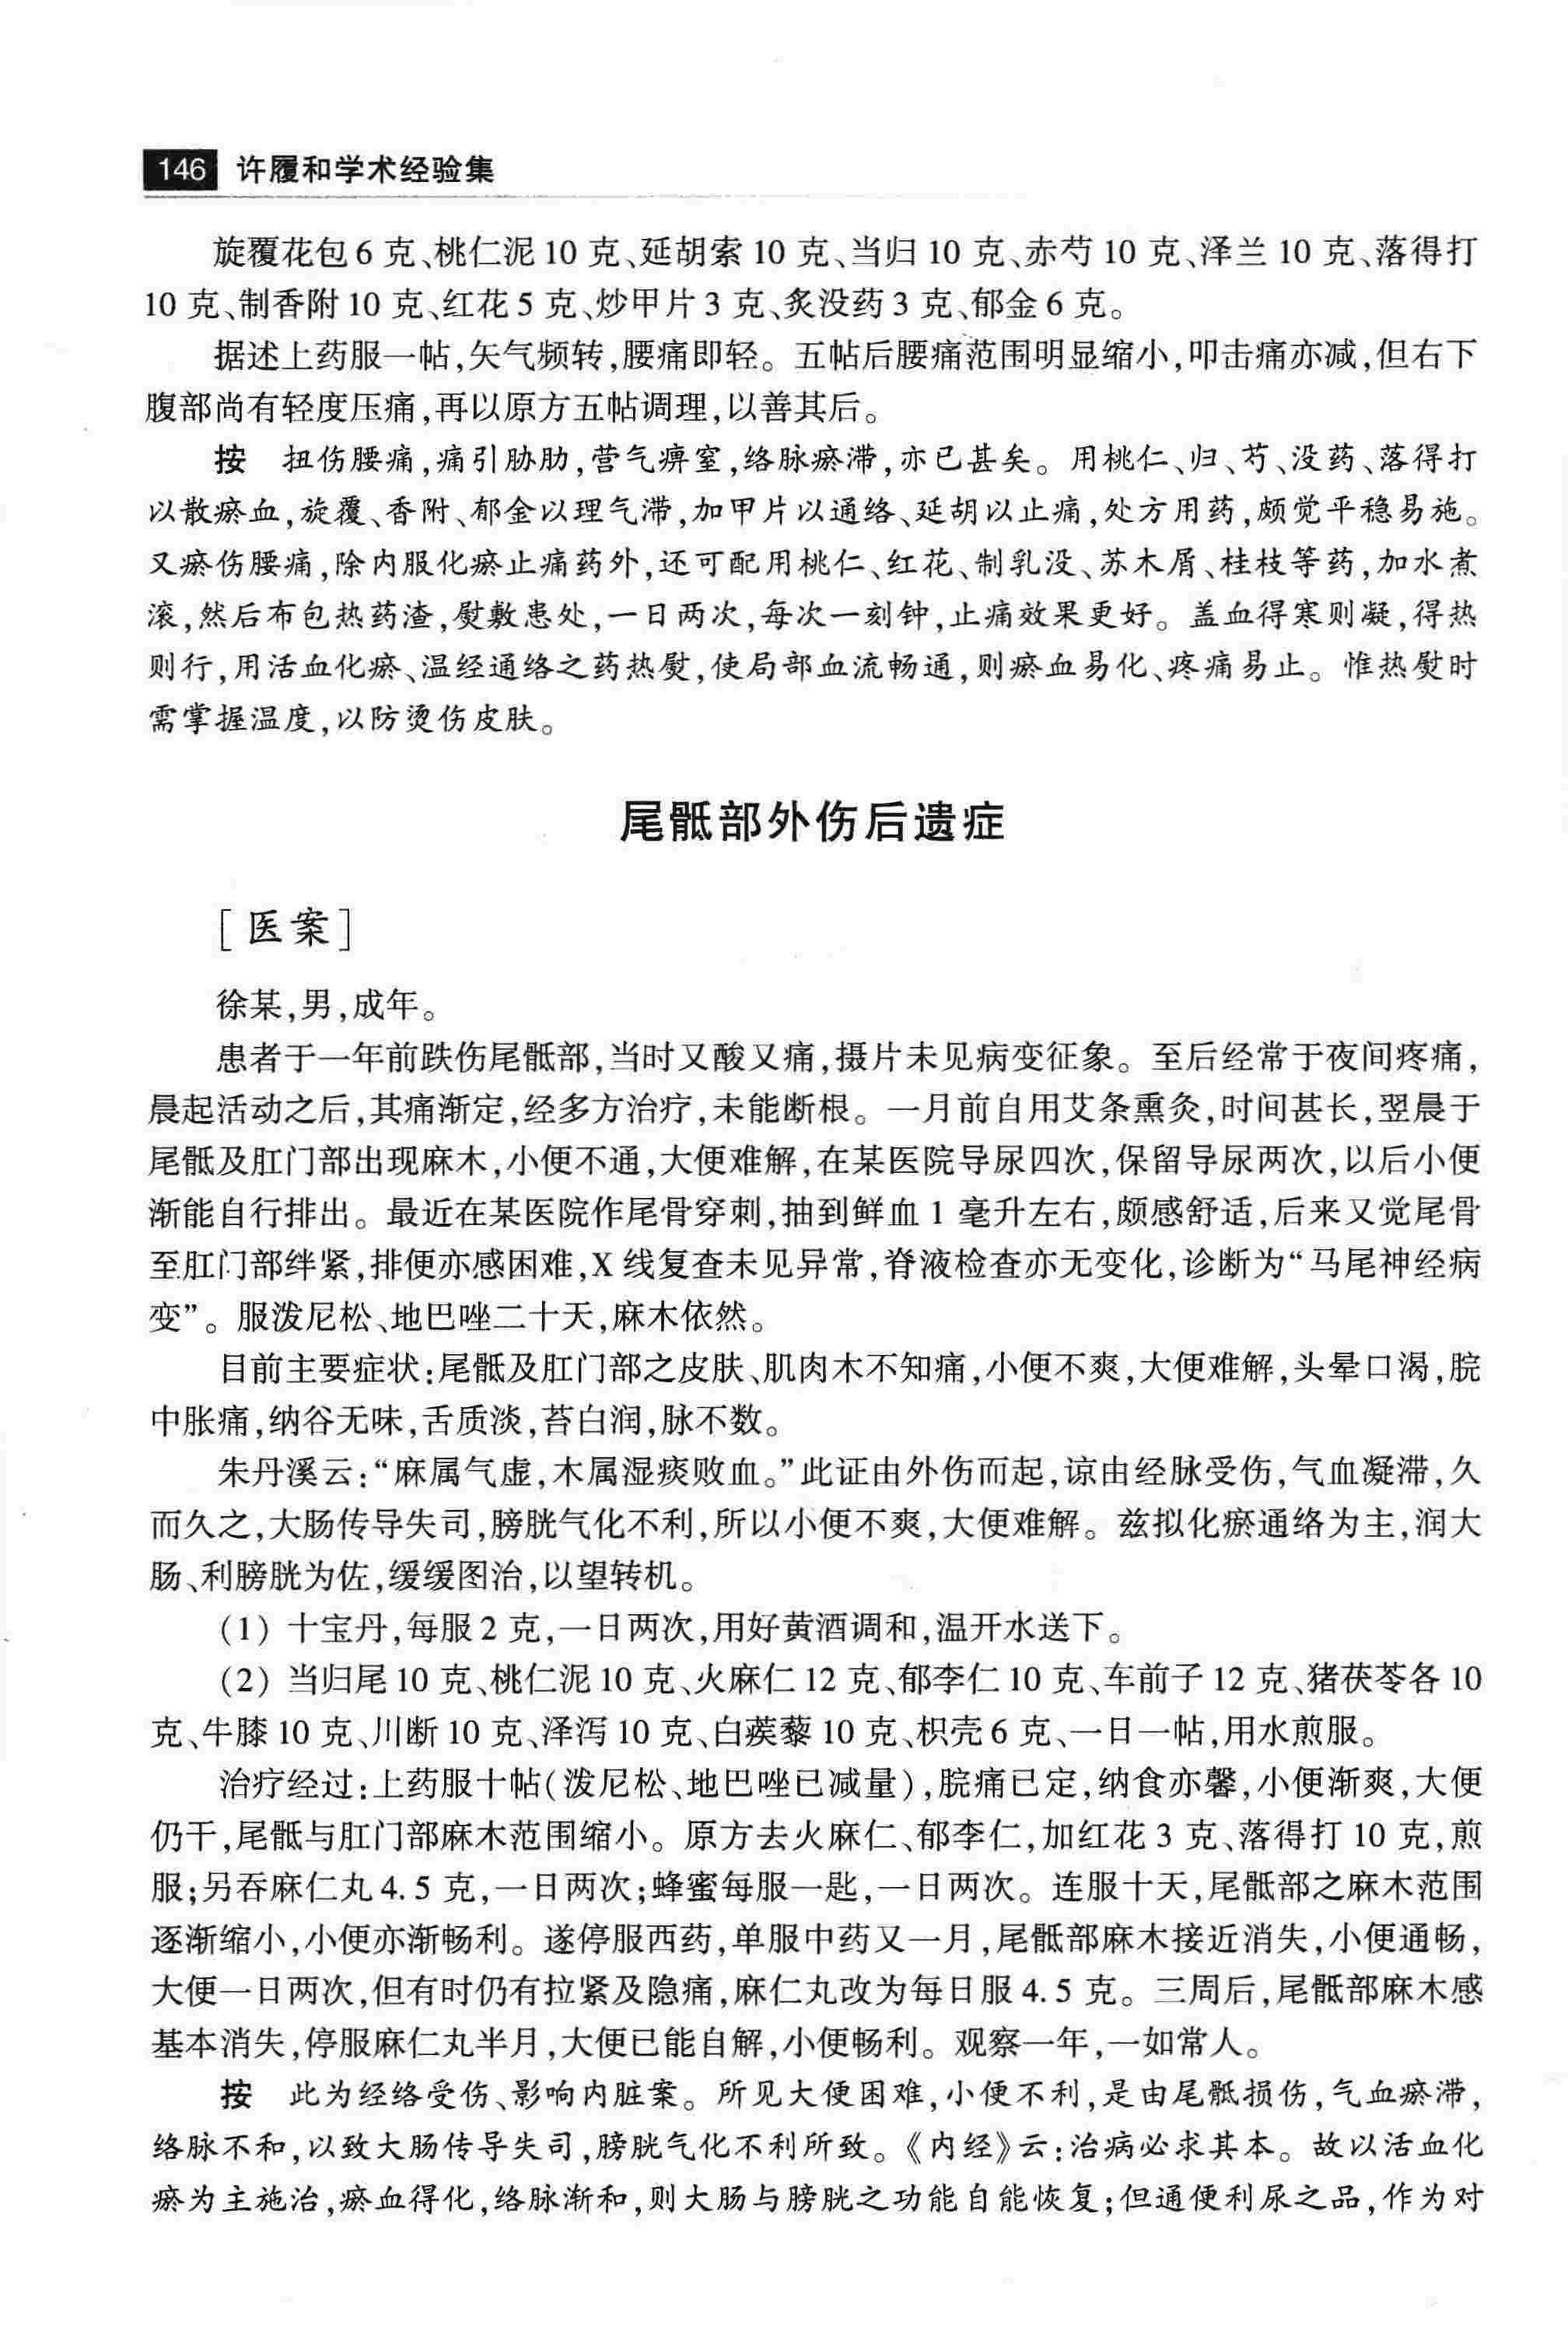 146 许履和学术经验集
旋覆花包6克、桃仁泥10克、延胡索10克、当归10克、赤芍10克、泽兰10克、落得打
10克、制香附10克、红花5克、炒甲片3克、炙没药3克、郁金6克。
据述上药服一帖,矢气频转,腰痛即轻。五帖后腰痛范围明显缩小,叩击痛亦减,但右下
腹部尚有轻度压痛,再以原方五帖调理,以善其后。
按 扭伤腰痛,痛引胁肋,营气痹窒,络脉瘀滞,亦已甚矣。用桃仁、归、芍、没药、落得打
以散瘀血,旋覆、香附、郁金以理气滞,加甲片以通络、延胡以止痛,处方用药,颇觉平稳易施。
又瘀伤腰痛,除内服化瘀止痛药外,还可配用桃仁、红花、制乳没、苏木屑、桂枝等药,加水煮
滚,然后布包热药渣,熨敷患处,一日两次,每次一刻钟,止痛效果更好。盖血得寒则凝,得热
则行,用活血化瘀、温经通络之药热熨,使局部血流畅通,则瘀血易化、疼痛易止。惟热熨时
需掌握温度,以防烫伤皮肤。
尾骶部外伤后遗症
[医案]
徐某,男,成年。
患者于一年前跌伤尾骶部,当时又酸又痛,摄片未见病变征象。至后经常于夜间疼痛,
晨起活动之后,其痛渐定,经多方治疗,未能断根。一月前自用艾条熏灸,时间甚长,翌晨于
尾骶及肛门部出现麻木,小便不通,大便难解,在某医院导尿四次,保留导尿两次,以后小便
渐能自行排出。最近在某医院作尾骨穿刺,抽到鲜血1毫升左右,颇感舒适,后来又觉尾骨
至肛门部绊紧,排便亦感困难,X线复查未见异常,脊液检查亦无变化,诊断为“马尾神经病
变”。服泼尼松、地巴唑二十天,麻木依然。
目前主要症状:尾骶及肛门部之皮肤、肌肉木不知痛,小便不爽,大便难解,头晕口渴,脘
中胀痛,纳谷无味,舌质淡,苔白润,脉不数。
朱丹溪云:“麻属气虚,木属湿痰败血。”此证由外伤而起,谅由经脉受伤,气血凝滞,久
而久之,大肠传导失司,膀胱气化不利,所以小便不爽,大便难解。兹拟化瘀通络为主,润大
肠、利膀胱为佐,缓缓图治,以望转机。
(1) 十宝丹,每服2克,一日两次,用好黄酒调和,温开水送下。
(2) 当归尾10克、桃仁泥10克、火麻仁12克、郁李仁10克、车前子12克、猪茯苓各10
克、牛膝10克、川断10克、泽泻10克、白蒺藜10克、枳壳6克、一日一帖,用水煎服。
治疗经过:上药服十帖(泼尼松、地巴唑已减量),脘痛已定,纳食亦馨,小便渐爽,大便
仍干,尾骶与肛门部麻木范围缩小。原方去火麻仁、郁李仁,加红花3克、落得打10克,煎
服;另吞麻仁丸4.5克,一日两次;蜂蜜每服一匙,一日两次。连服十天,尾骶部之麻木范围
逐渐缩小,小便亦渐畅利。遂停服西药,单服中药又一月,尾骶部麻木接近消失,小便通畅,
大便一日两次,但有时仍有拉紧及隐痛,麻仁丸改为每日服4.5克。三周后,尾骶部麻木感
基本消失,停服麻仁丸半月,大便已能自解,小便畅利。观察一年,一如常人。
按 此为经络受伤、影响内脏案。所见大便困难,小便不利,是由尾骶损伤,气血瘀滞,
络脉不和,以致大肠传导失司,膀胱气化不利所致。《内经》云:治病必求其本。故以活血化
瘀为主施治,瘀血得化,络脉渐和,则大肠与膀胱之功能自能恢复;但通便利尿之品,作为对